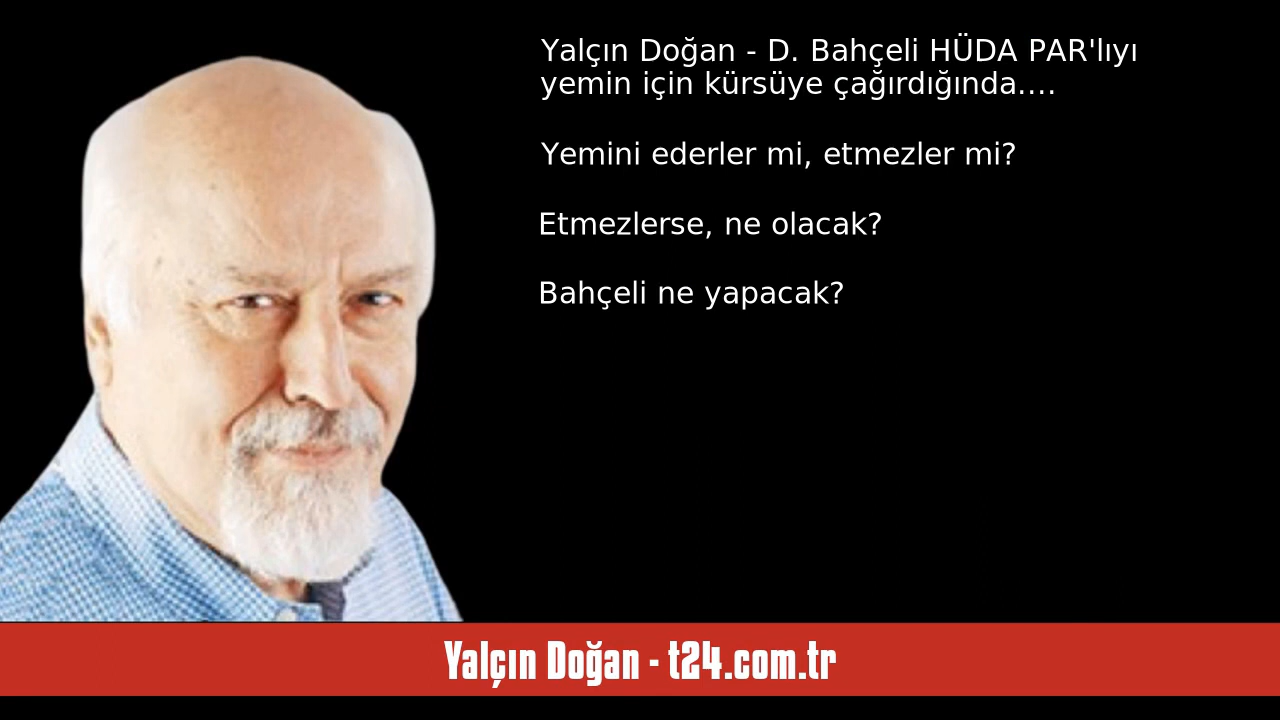 Yalçın Doğan - D. Bahçeli HÜDA PAR'lıyı
yemin için kürsüye çağırdığında....
Yemini ederler mi, etmezler mi?
Etmezlerse, ne olacak?
Bahçeli ne yapacak?
Yalçın Doğan - t24.com.tr